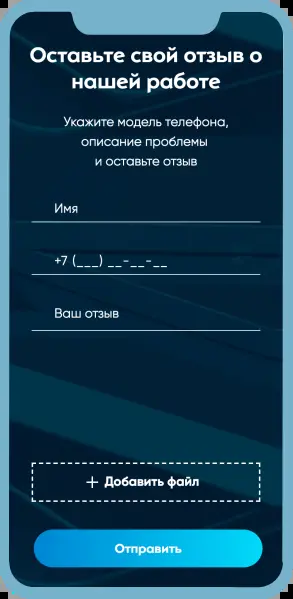 Оставьте свой отзыв о
нашей работе
Укажите модель телефона,
описание проблемы
и оставьте отзыв
Имя
+7 (___) __-__-__
Ваш отзыв
+ Добавить файл
Отправить